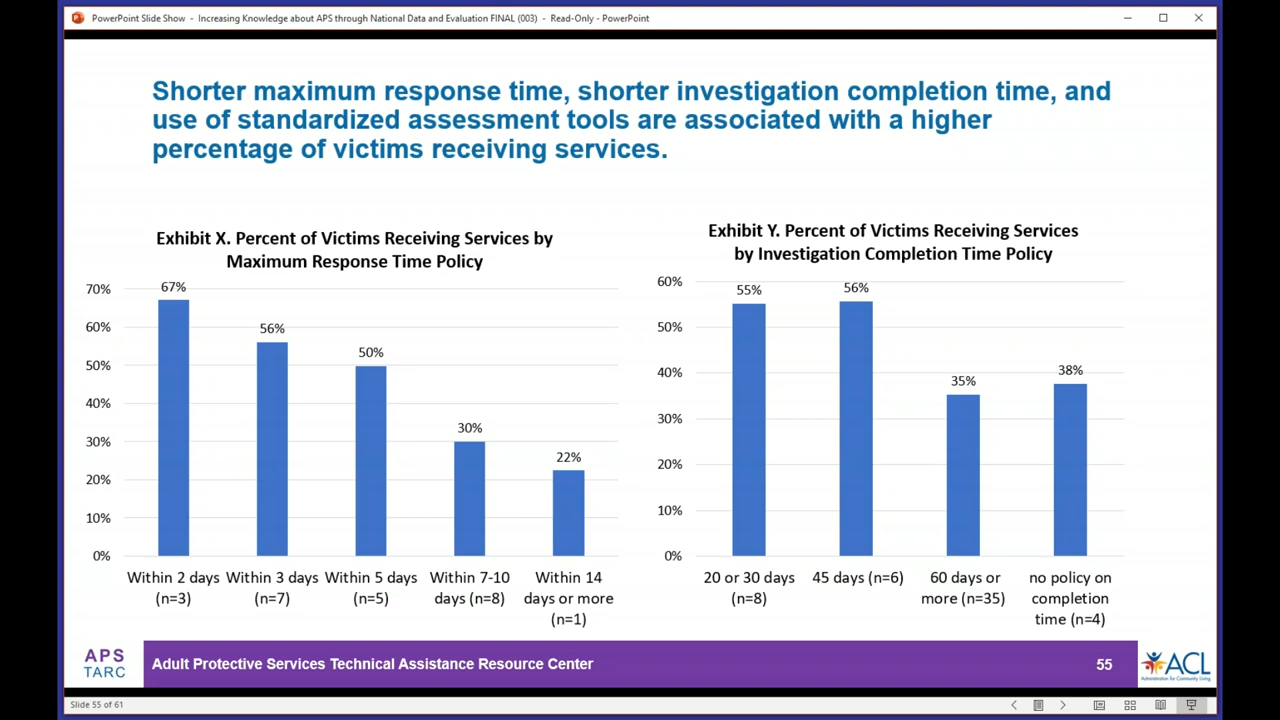 PowerPoint Slide Show - Increasing Knowledge about APS through National Data and Evaluation FINAL (003) - Read-Only - PowerPoint
Shorter maximum response time, shorter investigation completion time, and
use of standardized assessment tools are associated with a higher
percentage of victims receiving services.
Exhibit X. Percent of Victims Receiving Services by
Maximum Response Time Policy
70%
60%
50%
40%
30%
20%
10%
0%
67%
56%
50%
30%
22%
Within 2 days
(n=3)
Within 3 days
(n=7)
Within 5 days
(n=5)
Within 7-10
days (n=8)
Within 14
days or more
(n=1)
Exhibit Y. Percent of Victims Receiving Services
by Investigation Completion Time Policy
60%
50%
40%
30%
20%
10%
0%
55%
56%
35%
38%
20 or 30 days
(n=8)
45 days (n=6)
60 days or
more (n=35)
no policy on
completion
time (n=4)
APS
TARC
Adult Protective Services Technical Assistance Resource Center
55
ACL
Administration for Community Living
Slide 55 of 61